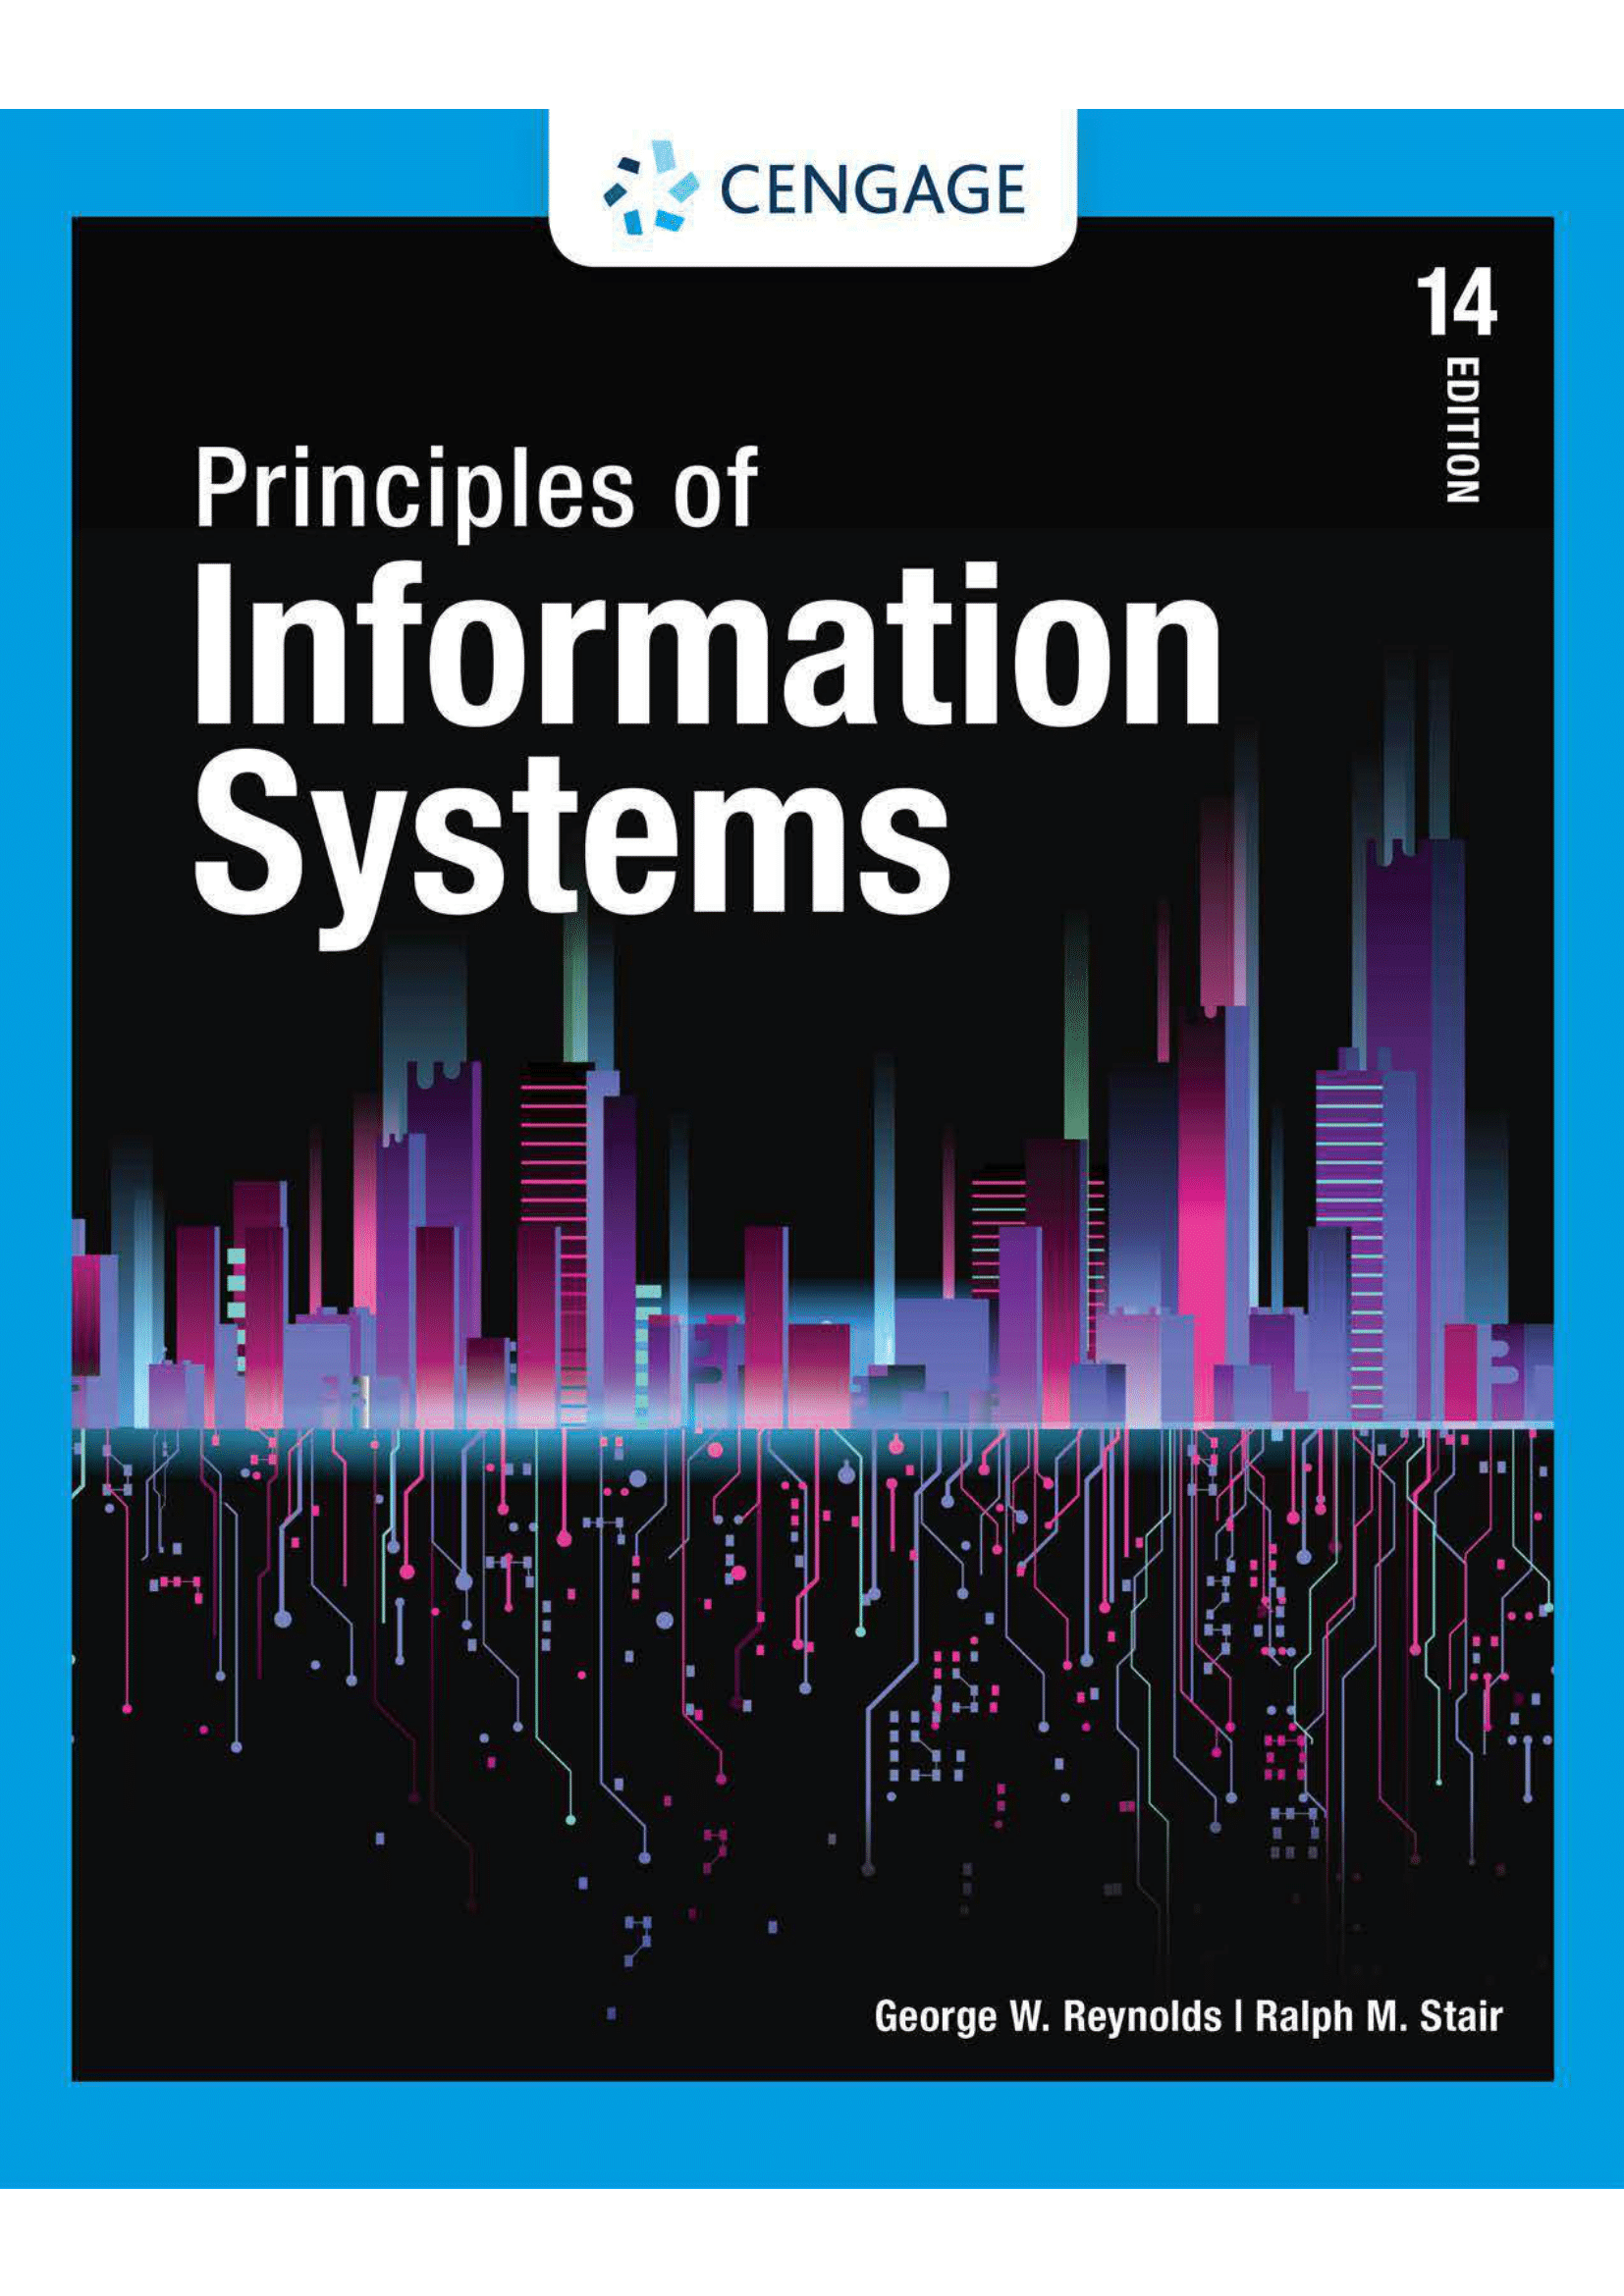 CENGAGE
14
EDITION
Principles of
Information
Systems
George W. Reynolds | Ralph M. Stair